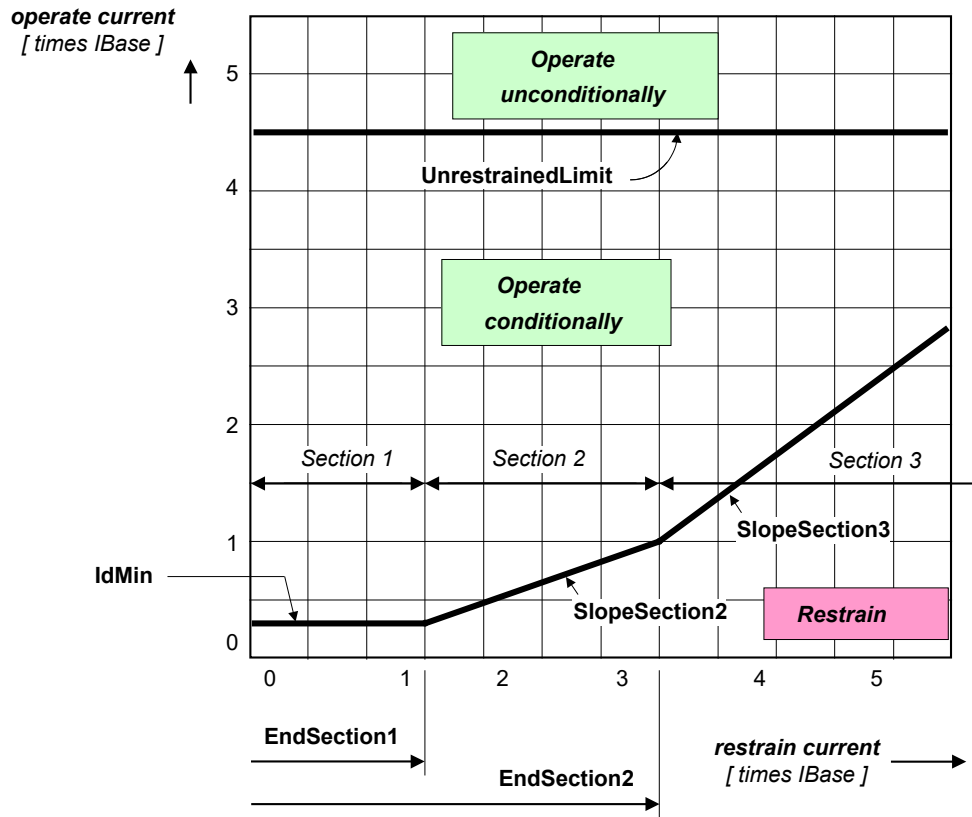 operate current
[ times IBase ]
5
Operate
unconditionally
UnrestrainedLimit
4
Operate
conditionally
3
2
Section 1
Section 2
Section 3
SlopeSection3
1
IdMin
SlopeSection2
Restrain
0
0 1 2 3 4 5
EndSection1
restrain current
[ times IBase ]
EndSection2